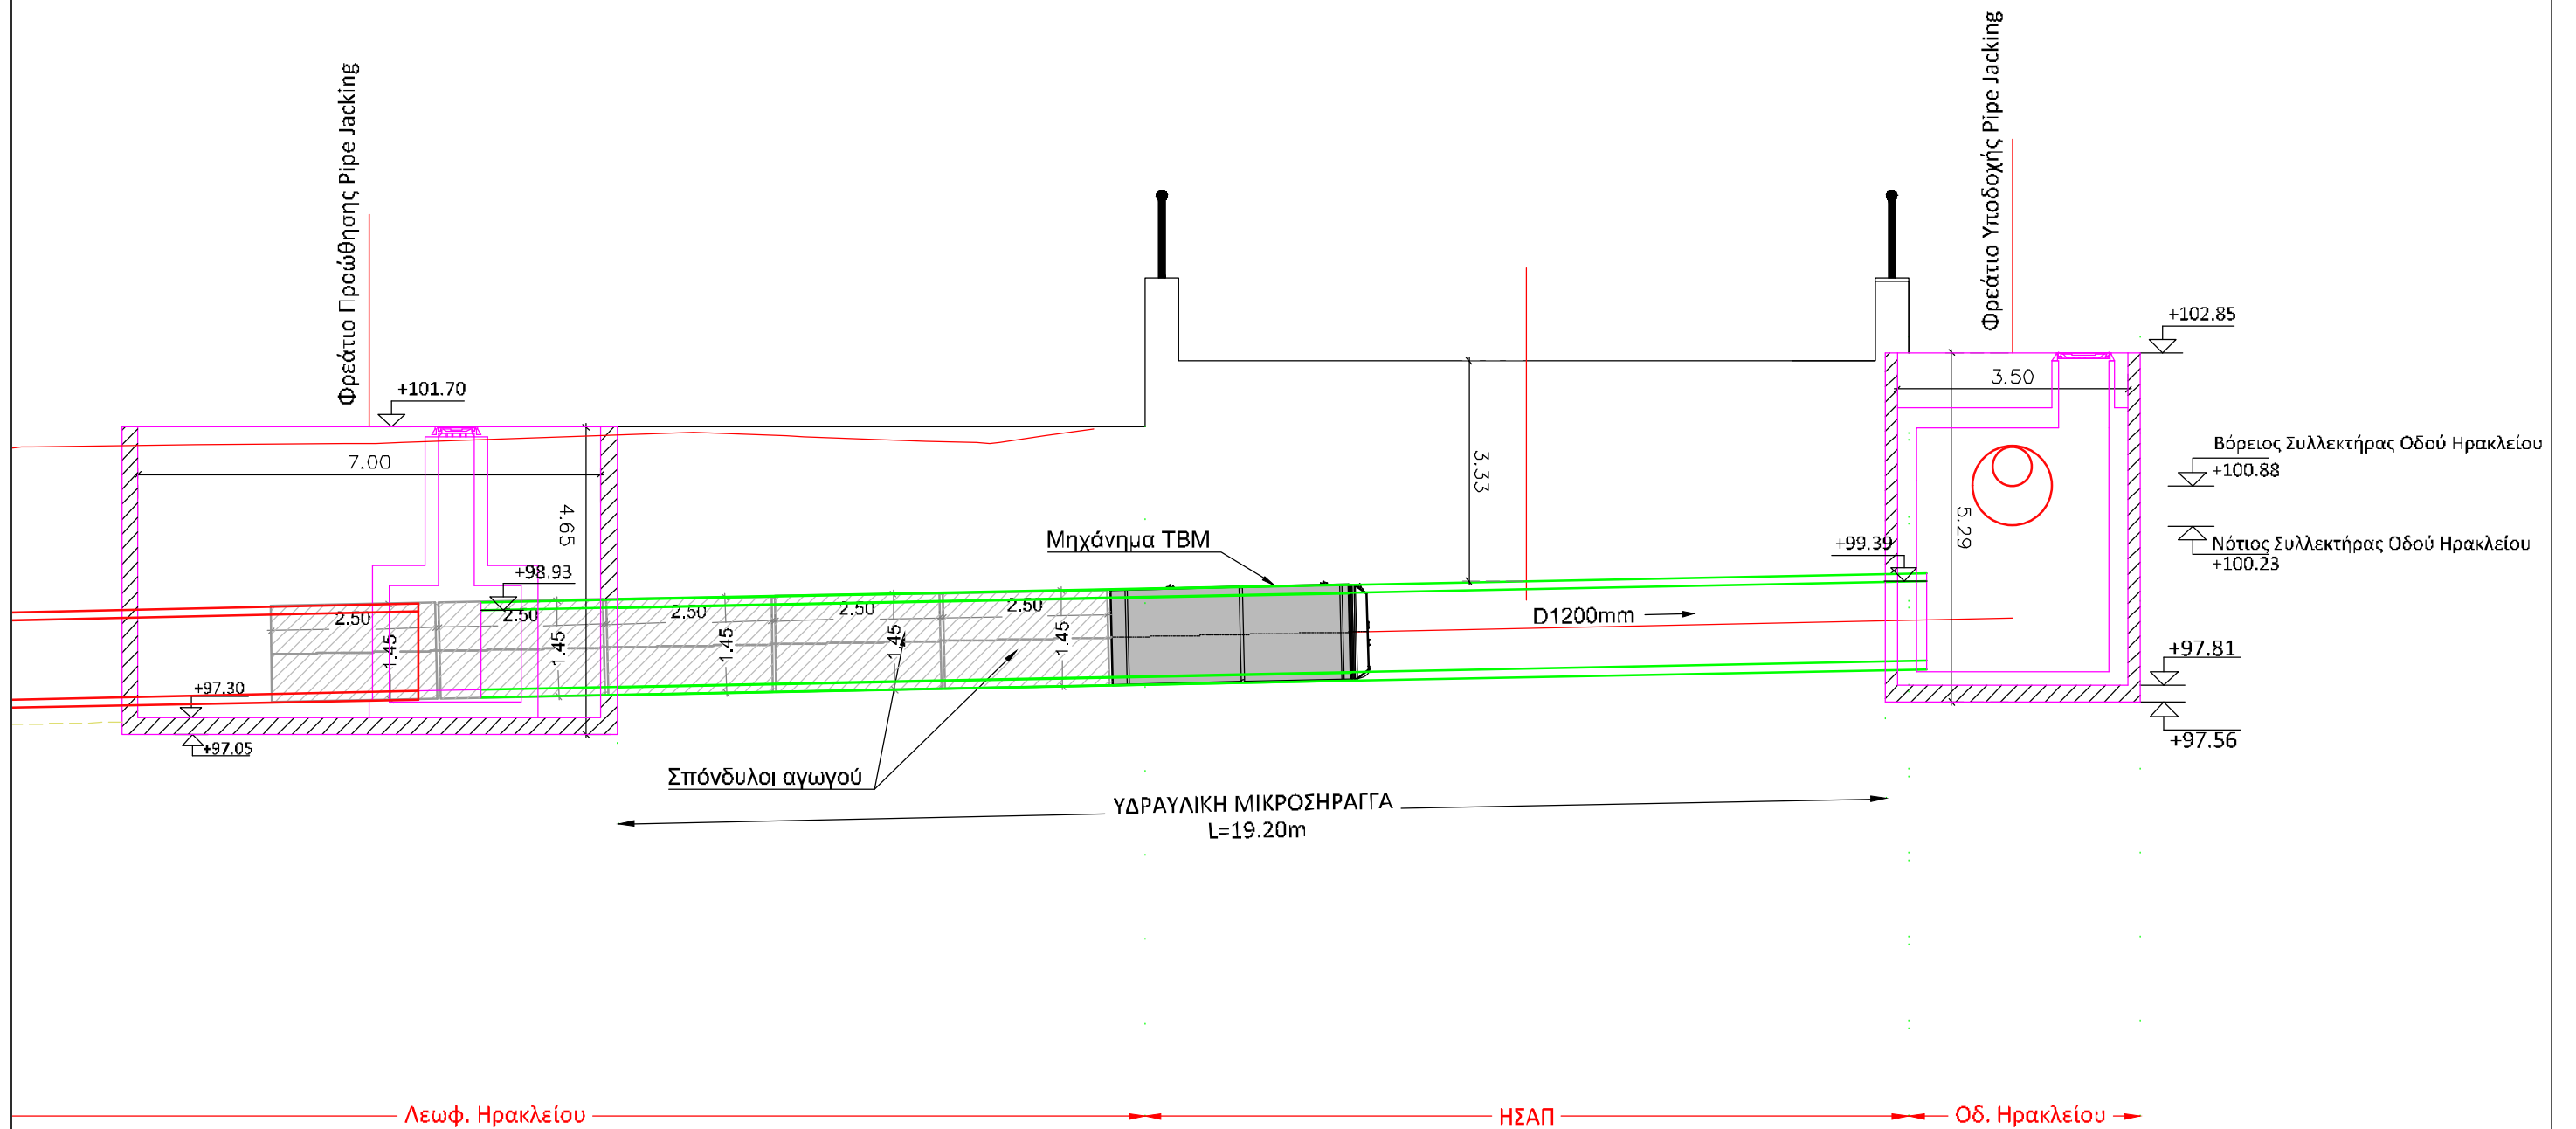 Φρεάτιο Προώθησης Pipe Jacking
Φρεάτιο Υποδοχής Pipe Jacking
+102.85
+101.70
3.50
7.00
3.33
4.65
5.29
Βόρειος Συλλεκτήρας Οδού Ηρακλείου
+100.88
Νότιος Συλλεκτήρας Οδού Ηρακλείου
+100.23
Μηχάνημα TBM
+99.39
+98.93
2.50
2.50
2.50
2.50
2.50
1.45
1.45
1.45
1.45
1.45
D1200mm
+97.30
+97.05
+97.81
+97.56
Σπόνδυλοι αγωγού
ΥΔΡΑΥΛΙΚΗ ΜΙΚΡΟΣΗΡΑΓΓΑ
L=19.20m
Λεωφ. Ηρακλείου
ΗΣΑΠ
Οδ. Ηρακλείου